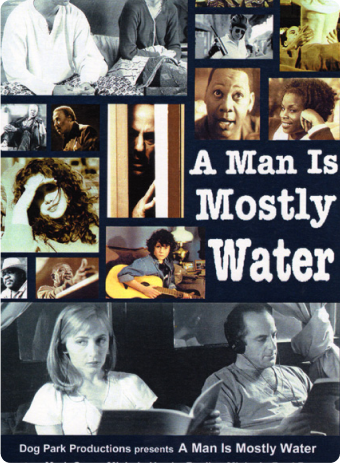 A Man Is
Mostly
Water
Dog Park Productions presents A Man Is Mostly Water